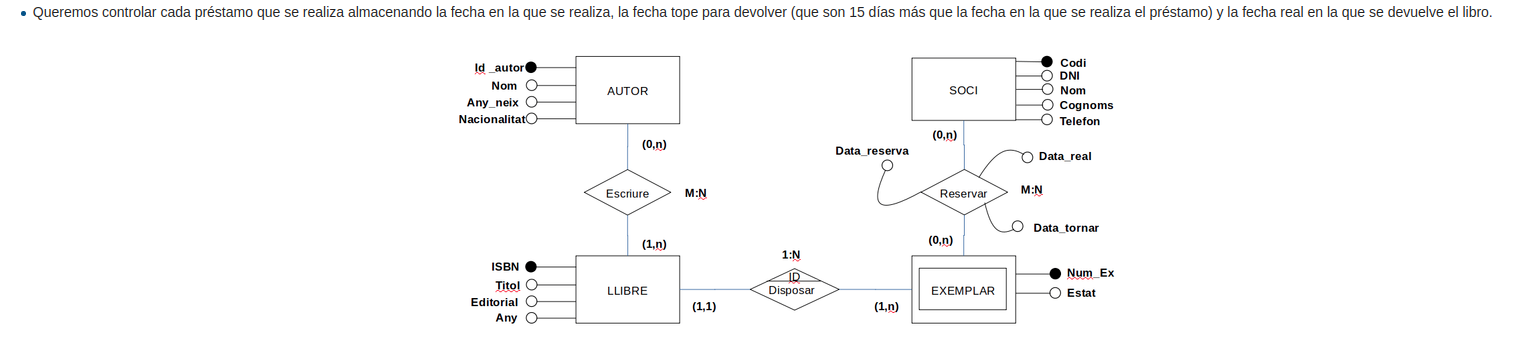 Queremos controlar cada préstamo que se realiza almacenando la fecha en la que se realiza, la fecha tope para devolver (que son 15 días más que la fecha en la que se realiza el préstamo) y la fecha real en la que se devuelve el libro.
Id _autor
Nom
Any_neix
Nacionalitat
AUTOR
(0,n)
Escriure
M:N
(1,n)
ISBN
Titol
Editorial
Any
LLIBRE
(1,1)
1:N
ID
Disposar
(1,n)
SOCI
Codi
DNI
Nom
Cognoms
Telefon
(0,n)
Data_reserva
Data_real
Reservar
M:N
Data_tornar
(0,n)
EXEMPLAR
Num_Ex
Estat